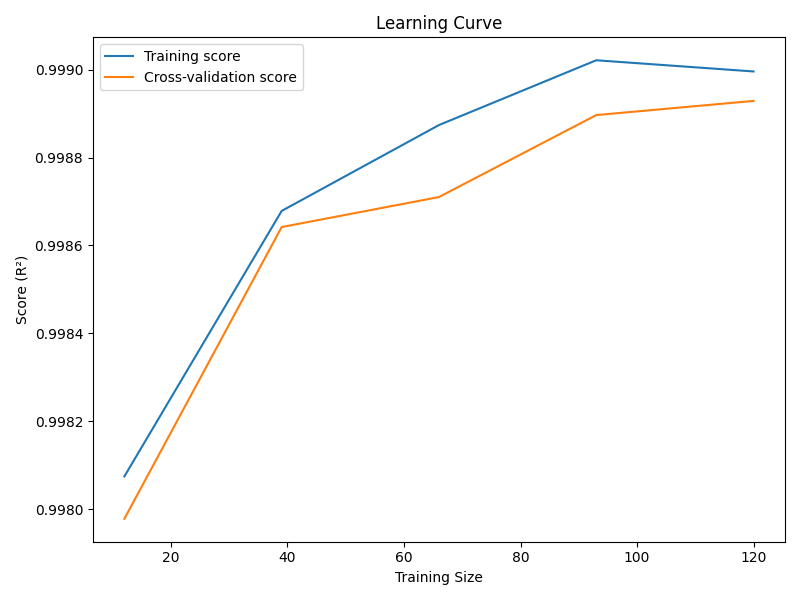 Learning Curve
Training score
Cross-validation score
0.9990
0.9988
0.9986
0.9984
0.9982
0.9980
Score (R²)
20 40 60 80 100 120
Training Size